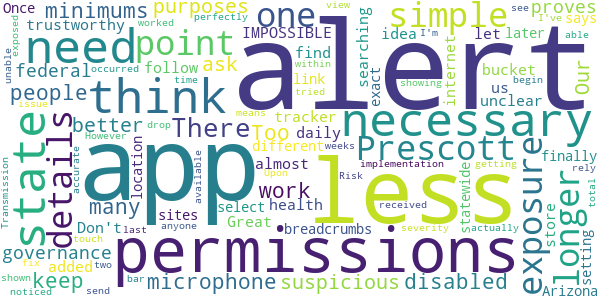 Once minimums purposes one simple alert IMPOSSIBLE proves
trustworthy need point ask find let says later
federal people follow think link idea searching internet bucket
exposed perfectly within view I've worked occurred time tried I'm see able
state details better There Too tracker daily different exact us unclear
many Don't However drop accurate issue
app almost work less necessary Prescott
location sites select health Great breadcrumbs
implementation Risk received severity actually
exposure longer statewide finally store setting Arizona
begin getting weeks showing upon means available
governance added keep permissions microphone suspicious disabled
Our rely total
Transmission shown noticed fix touch send bar last two anyone unable